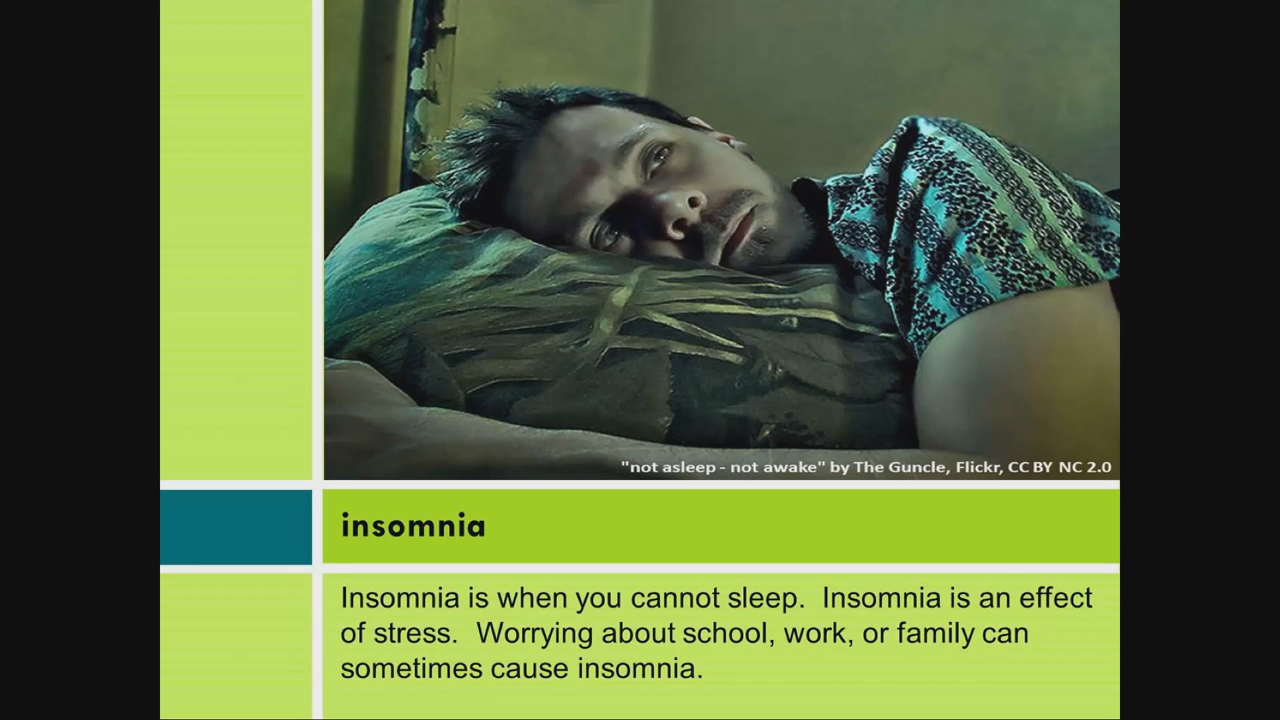 "not asleep - not awake" by The Guncle, Flickr, CC BY NC 2.0
insomnia
Insomnia is when you cannot sleep.  Insomnia is an effect
of stress.  Worrying about school, work, or family can
sometimes cause insomnia.